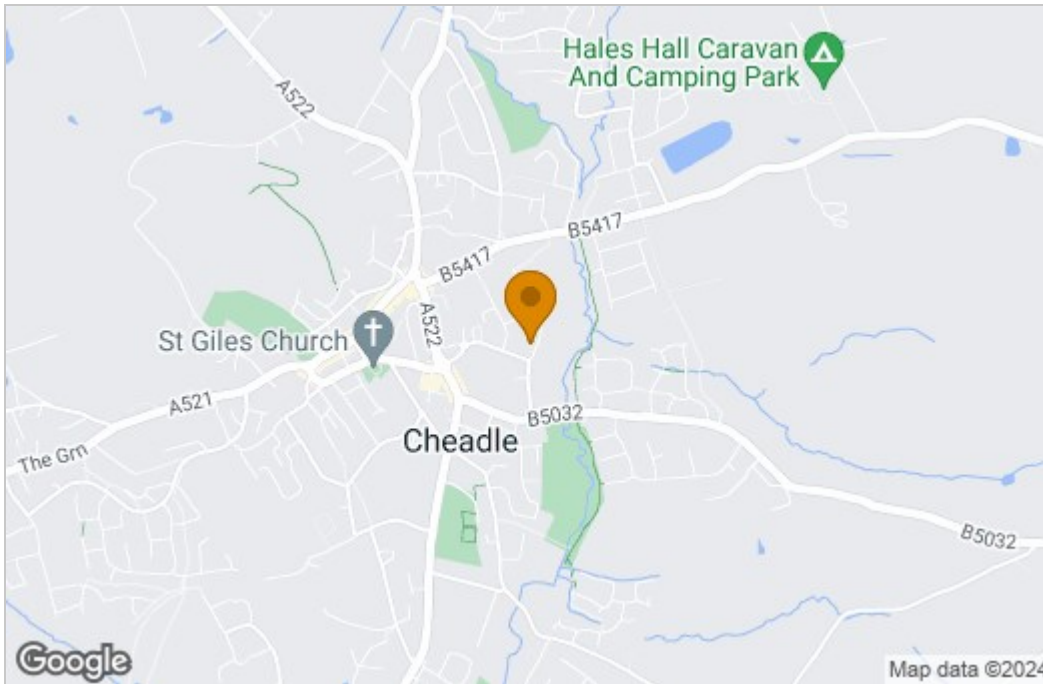 Hales Hall Caravan
And Camping Park
A522
B5417
B5417
St Giles Church
A522
A521
B5032
The Grn
Cheadle
B5032
Google
Map data ©2024